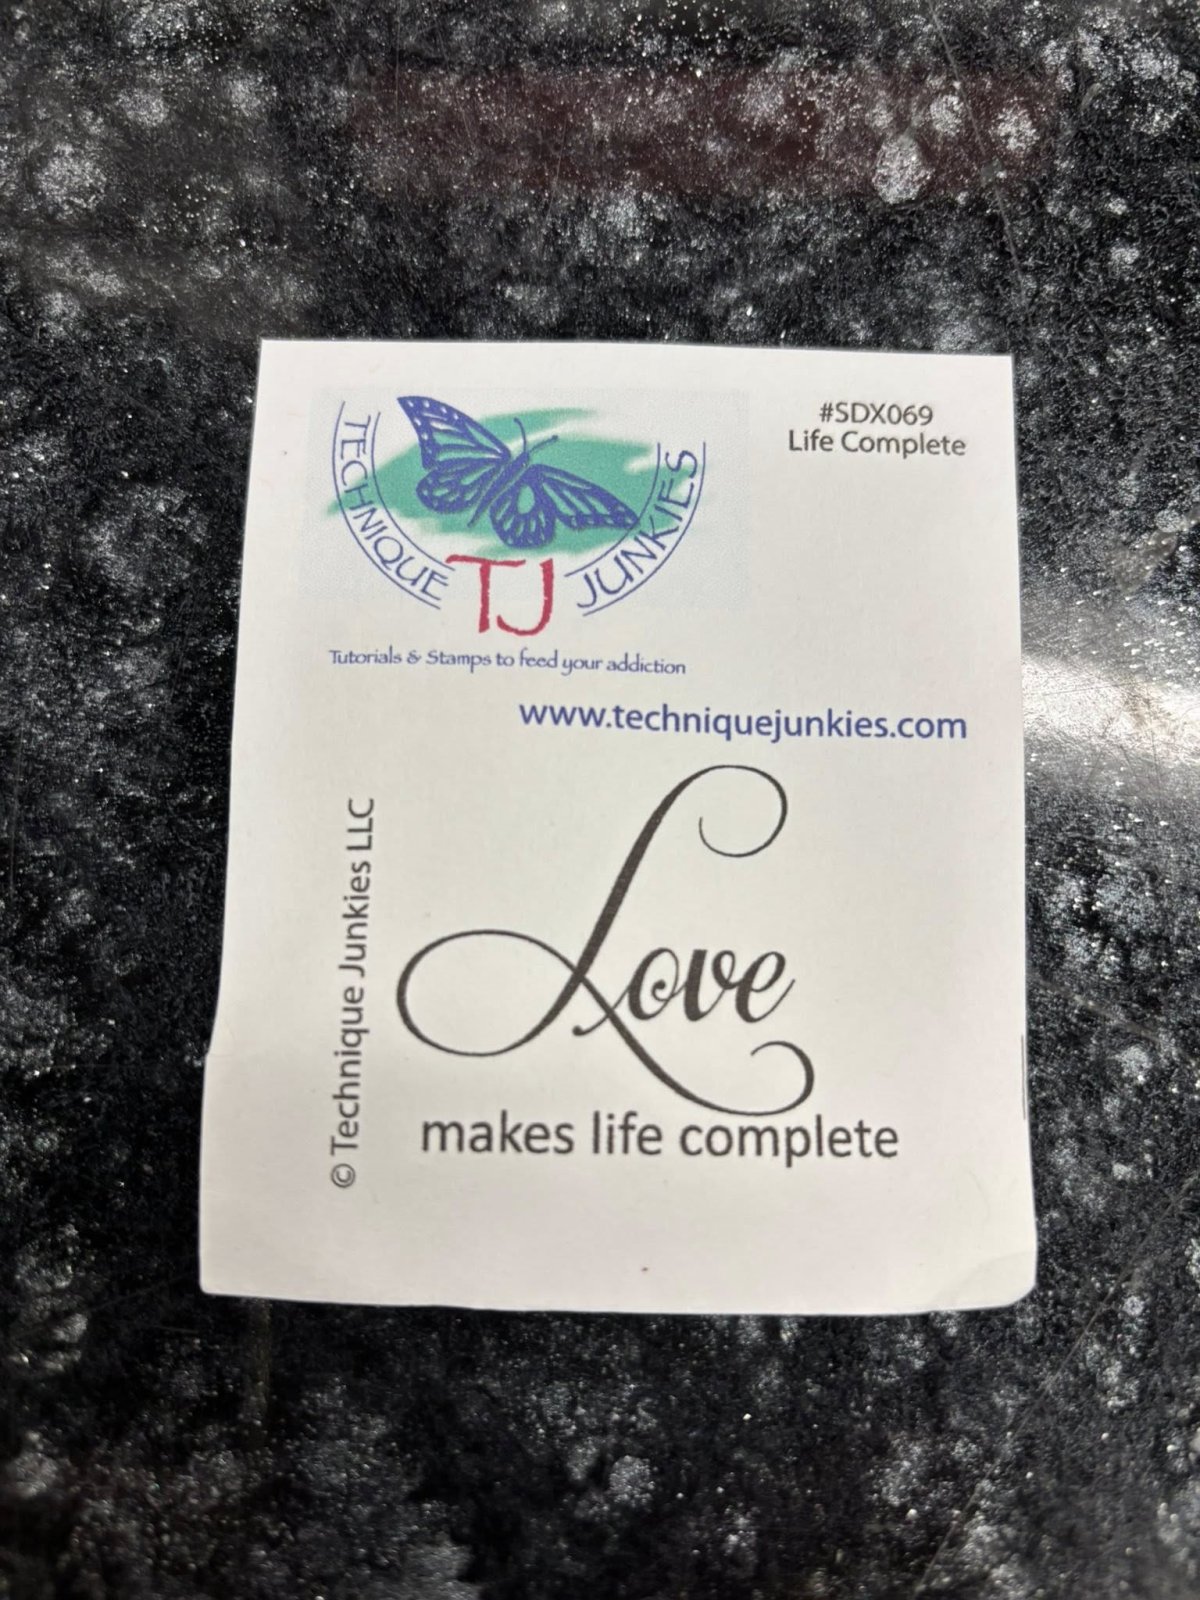 #SDX069
Life Complete
TECHNIQUE TJ JUNKIES
Tutorials & Stamps to feed your addiction
www.techniquejunkies.com
© Technique Junkies LLC
Love
makes life complete